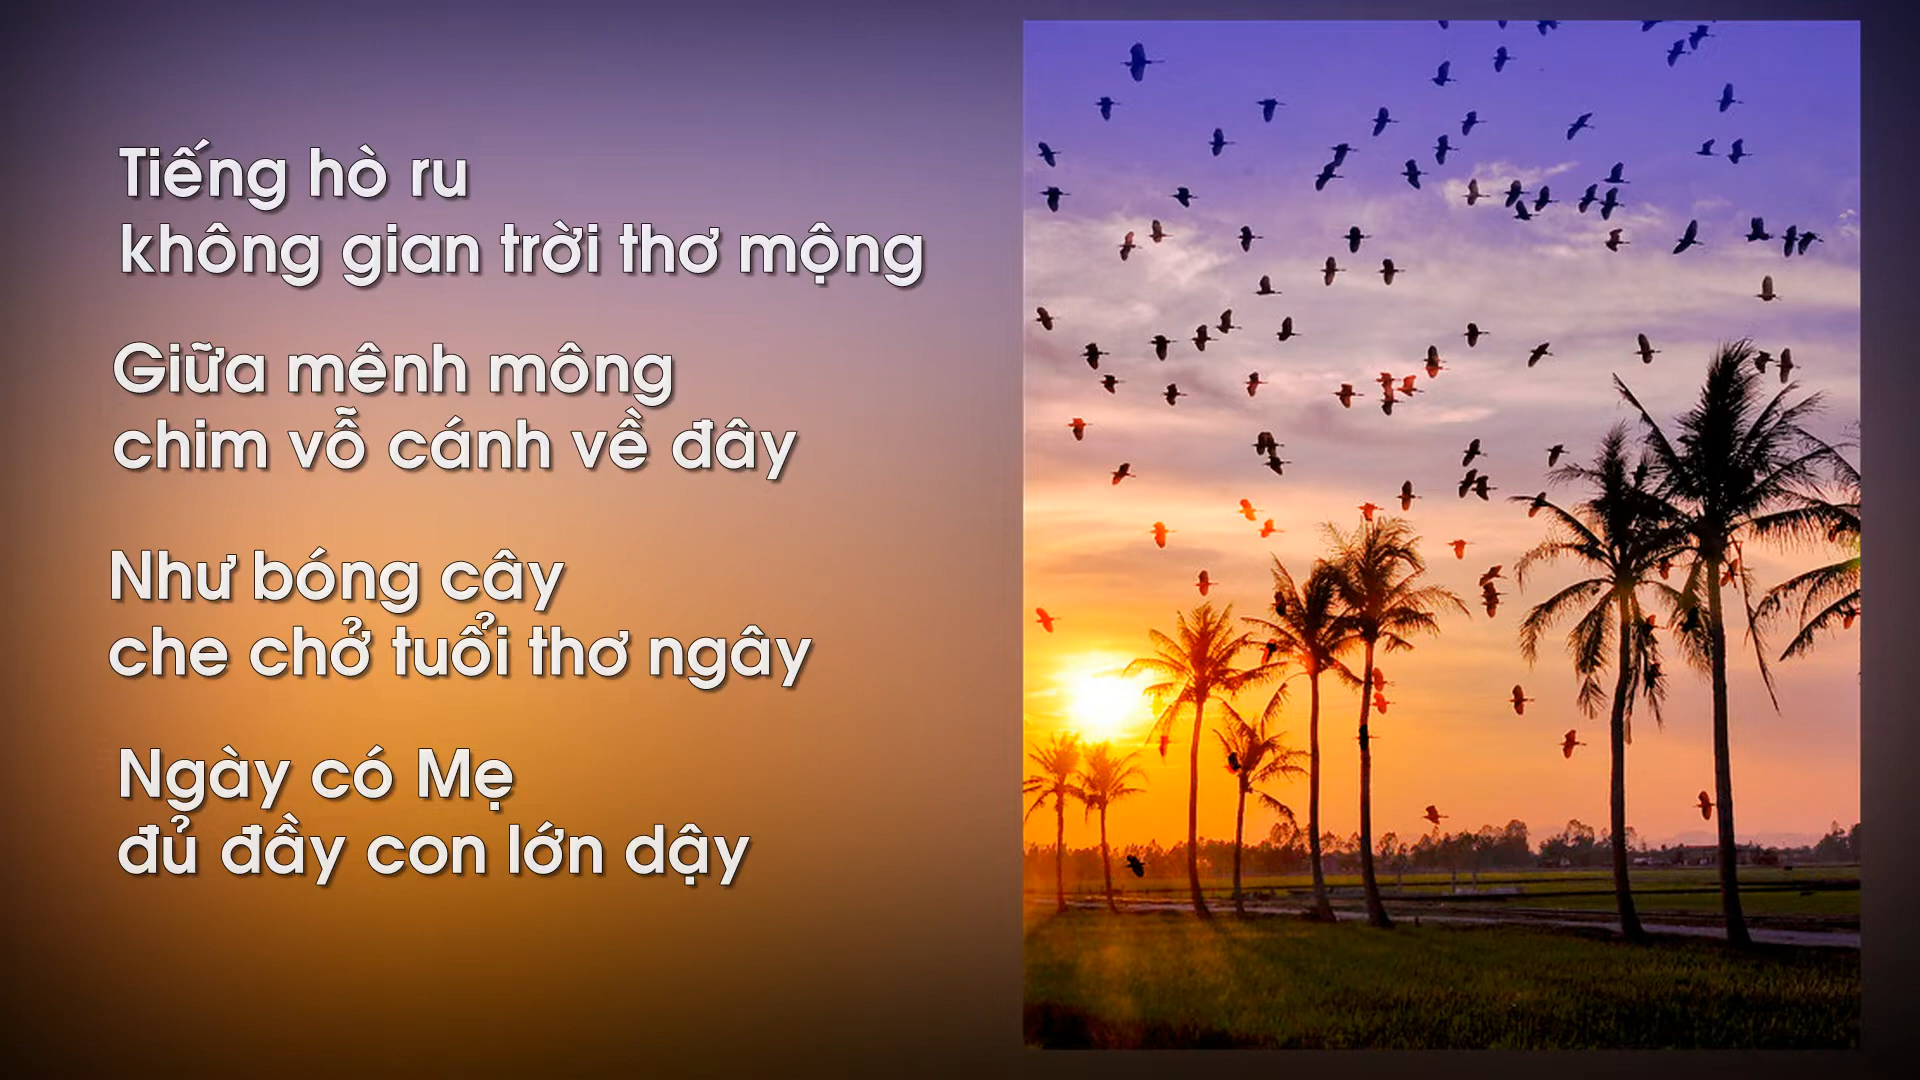 Tiếng hò ru
không gian trời thơ mộng
Giữa mênh mông
chim vỗ cánh về đây
Như bóng cây
che chở tuổi thơ ngây
Ngày có Mẹ
đủ đầy con lớn dậy